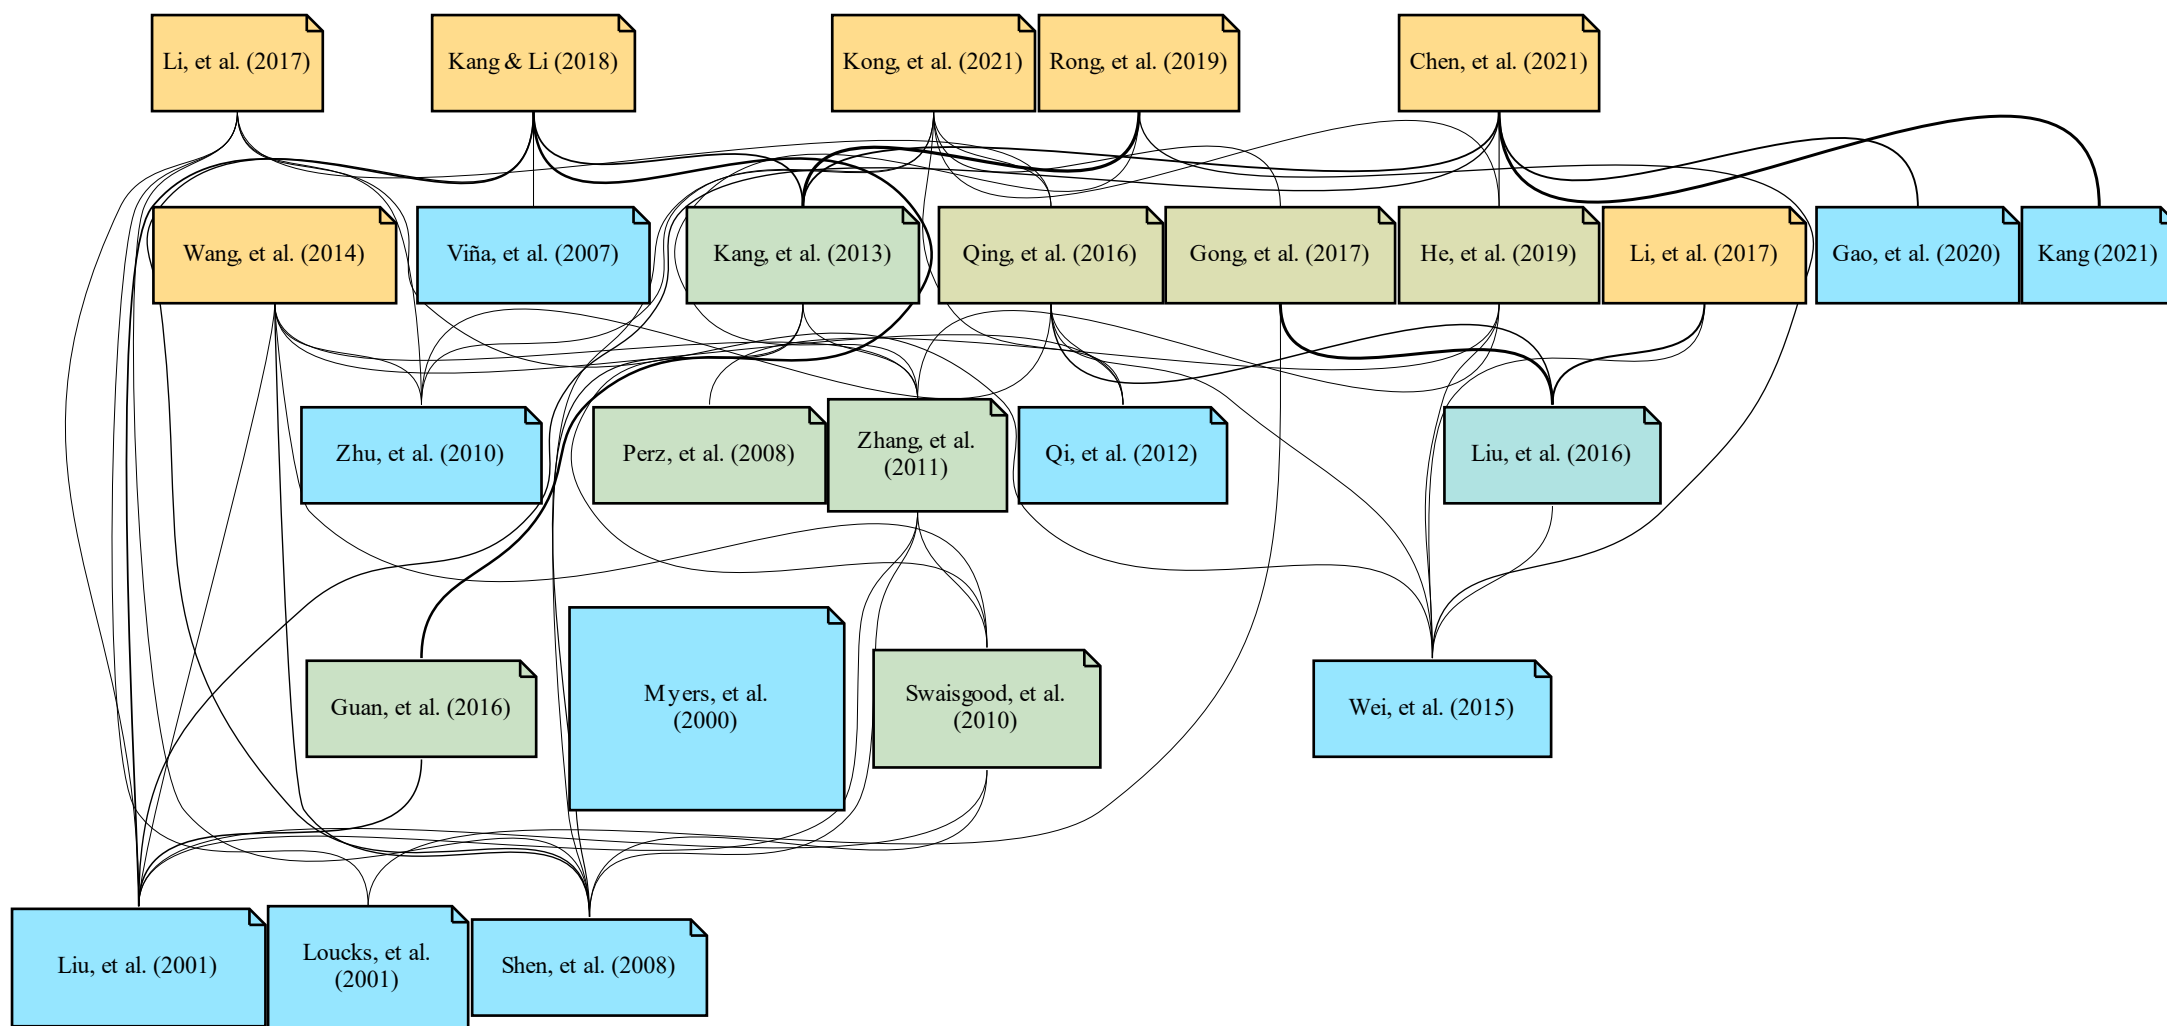 Li, et al. (2017)
Kang & Li (2018)
Kong, et al. (2021)
Rong, et al. (2019)
Chen, et al. (2021)
Wang, et al. (2014)
Viña, et al. (2007)
Kang, et al. (2013)
Qing, et al. (2016)
Gong, et al. (2017)
He, et al. (2019)
Li, et al. (2017)
Gao, et al. (2020)
Kang (2021)
Zhu, et al. (2010)
Perz, et al. (2008)
Zhang, et al.
(2011)
Qi, et al. (2012)
Liu, et al. (2016)
Guan, et al. (2016)
Myers, et al.
(2000)
Swaisgood, et al.
(2010)
Wei, et al. (2015)
Liu, et al. (2001)
Loucks, et al.
(2001)
Shen, et al. (2008)